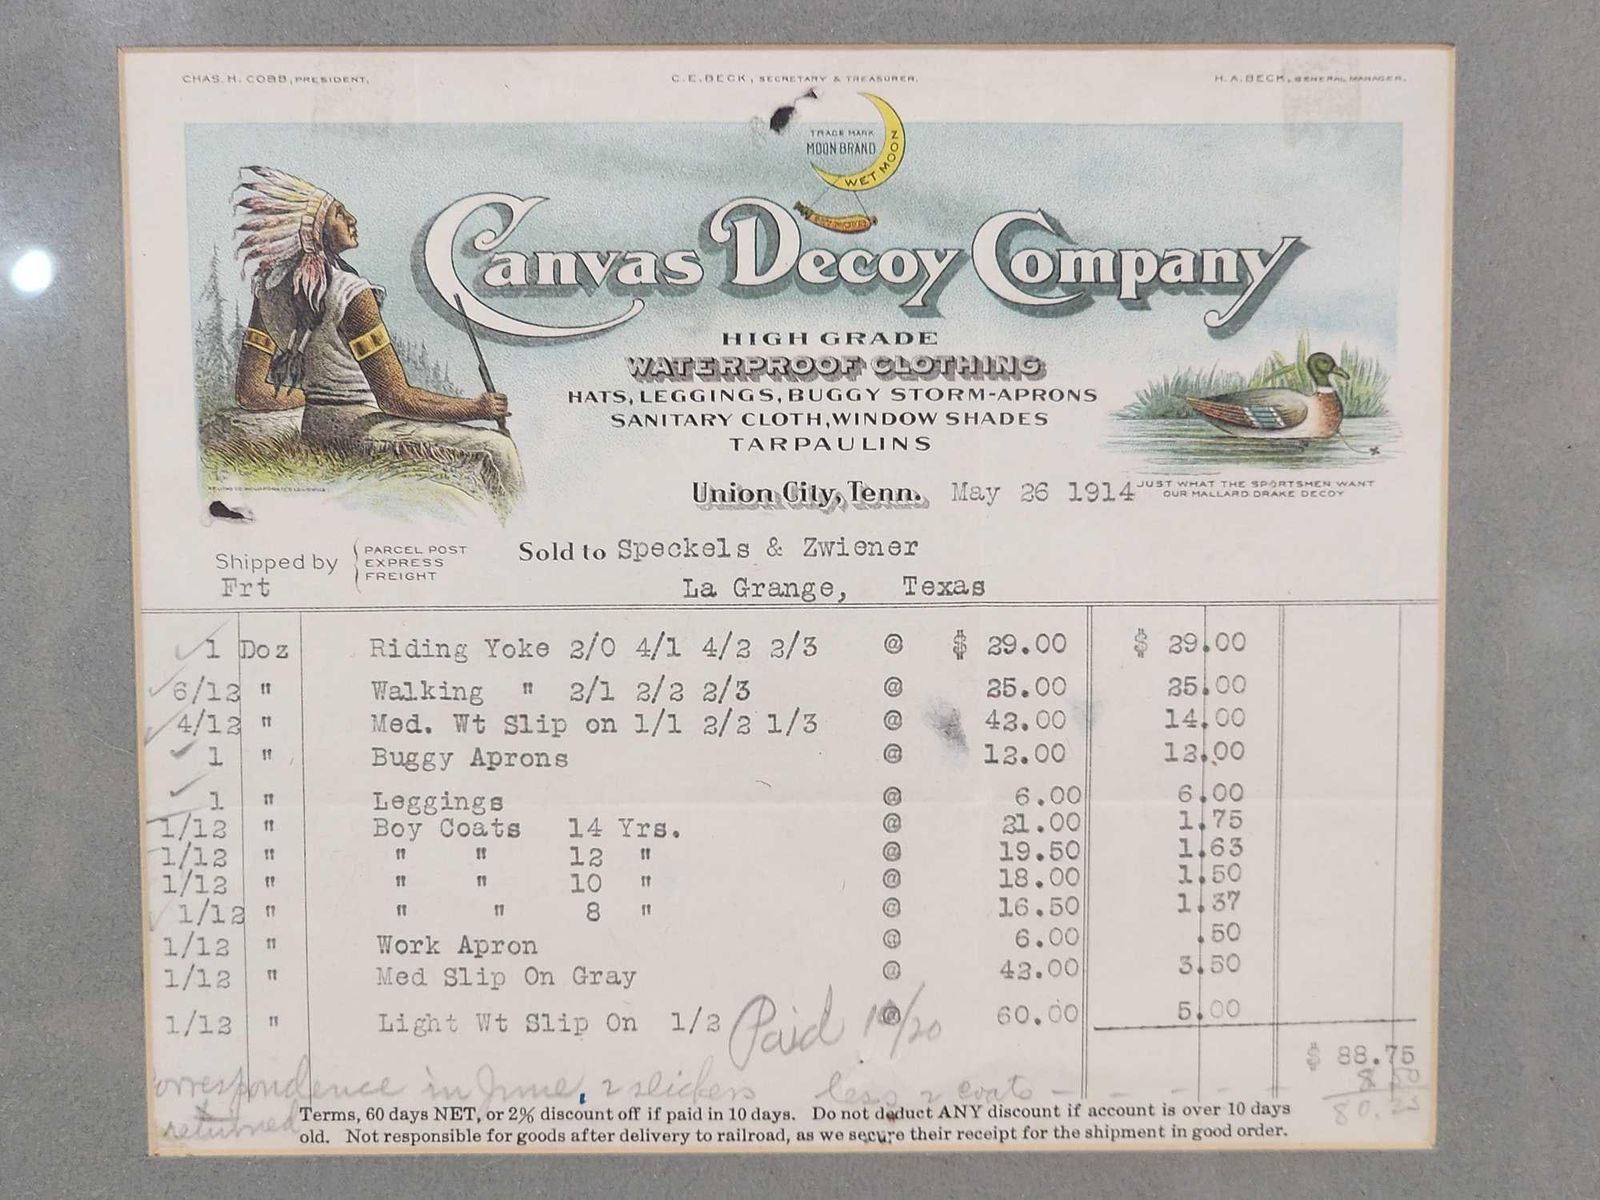 CHAS. H. COBB, PRESIDENT.
C. E. BECK, SECRETARY & TREASURER.
H. A. BECK, GENERAL MANAGER.
TRADE MARK
MOON BRAND
WET MOON
Canvas Decoy Company
HIGH GRADE
WATERPROOF CLOTHING
HATS, LEGGINGS, BUGGY STORM-APRONS
SANITARY CLOTH, WINDOW SHADES
TARPAULINS
Union City, Tenn. May 26 1914
JUST WHAT THE SPORTSMEN WANT
OUR MALLARD DRAKE DECOY
Shipped by PARCEL POST EXPRESS FREIGHT
Frt
Sold to Speckels & Zwiener
La Grange, Texas
1 Doz Riding Yoke 2/0 4/1 4/2 2/3 @ $ 29.00 $ 29.00
6/12 " Walking " 2/1 2/2 2/3 @ 25.00 25.00
4/12 " Med. Wt Slip on 1/1 2/2 1/3 @ 42.00 14.00
1 " Buggy Aprons @ 12.00 12.00
1 " Leggings @ 6.00 6.00
1/12 " Boy Coats 14 Yrs. @ 21.00 1.75
1/12 " " " 12 " @ 19.50 1.63
1/12 " " " 10 " @ 18.00 1.50
1/12 " " " 8 " @ 16.50 1.37
1/12 " Work Apron @ 6.00 .50
1/12 " Med Slip On Gray @ 42.00 3.50
1/12 " Light Wt Slip On 1/2 @ 60.00 5.00
Paid
$ 88.75
8.50
80.25
correspondence in June, 2 slickers less 2 coats - - - -
returned
Terms, 60 days NET, or 2% discount off if paid in 10 days. Do not deduct ANY discount if account is over 10 days
old. Not responsible for goods after delivery to railroad, as we secure their receipt for the shipment in good order.